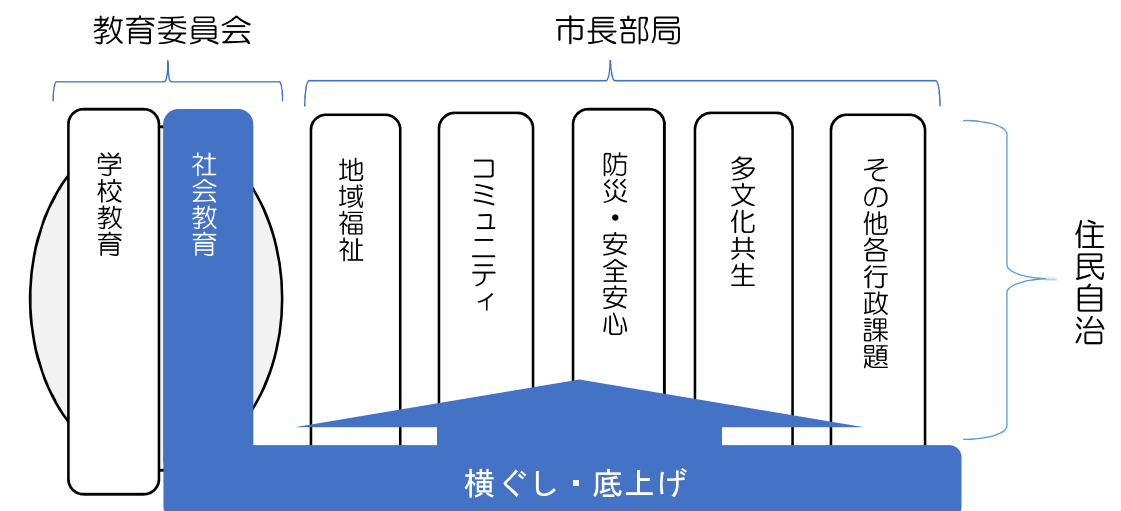 教育委員会
市長部局
学校教育
社会教育
地域福祉
コミュニティ
防災・安全安心
多文化共生
その他各行政課題
住民自治
横ぐし・底上げ